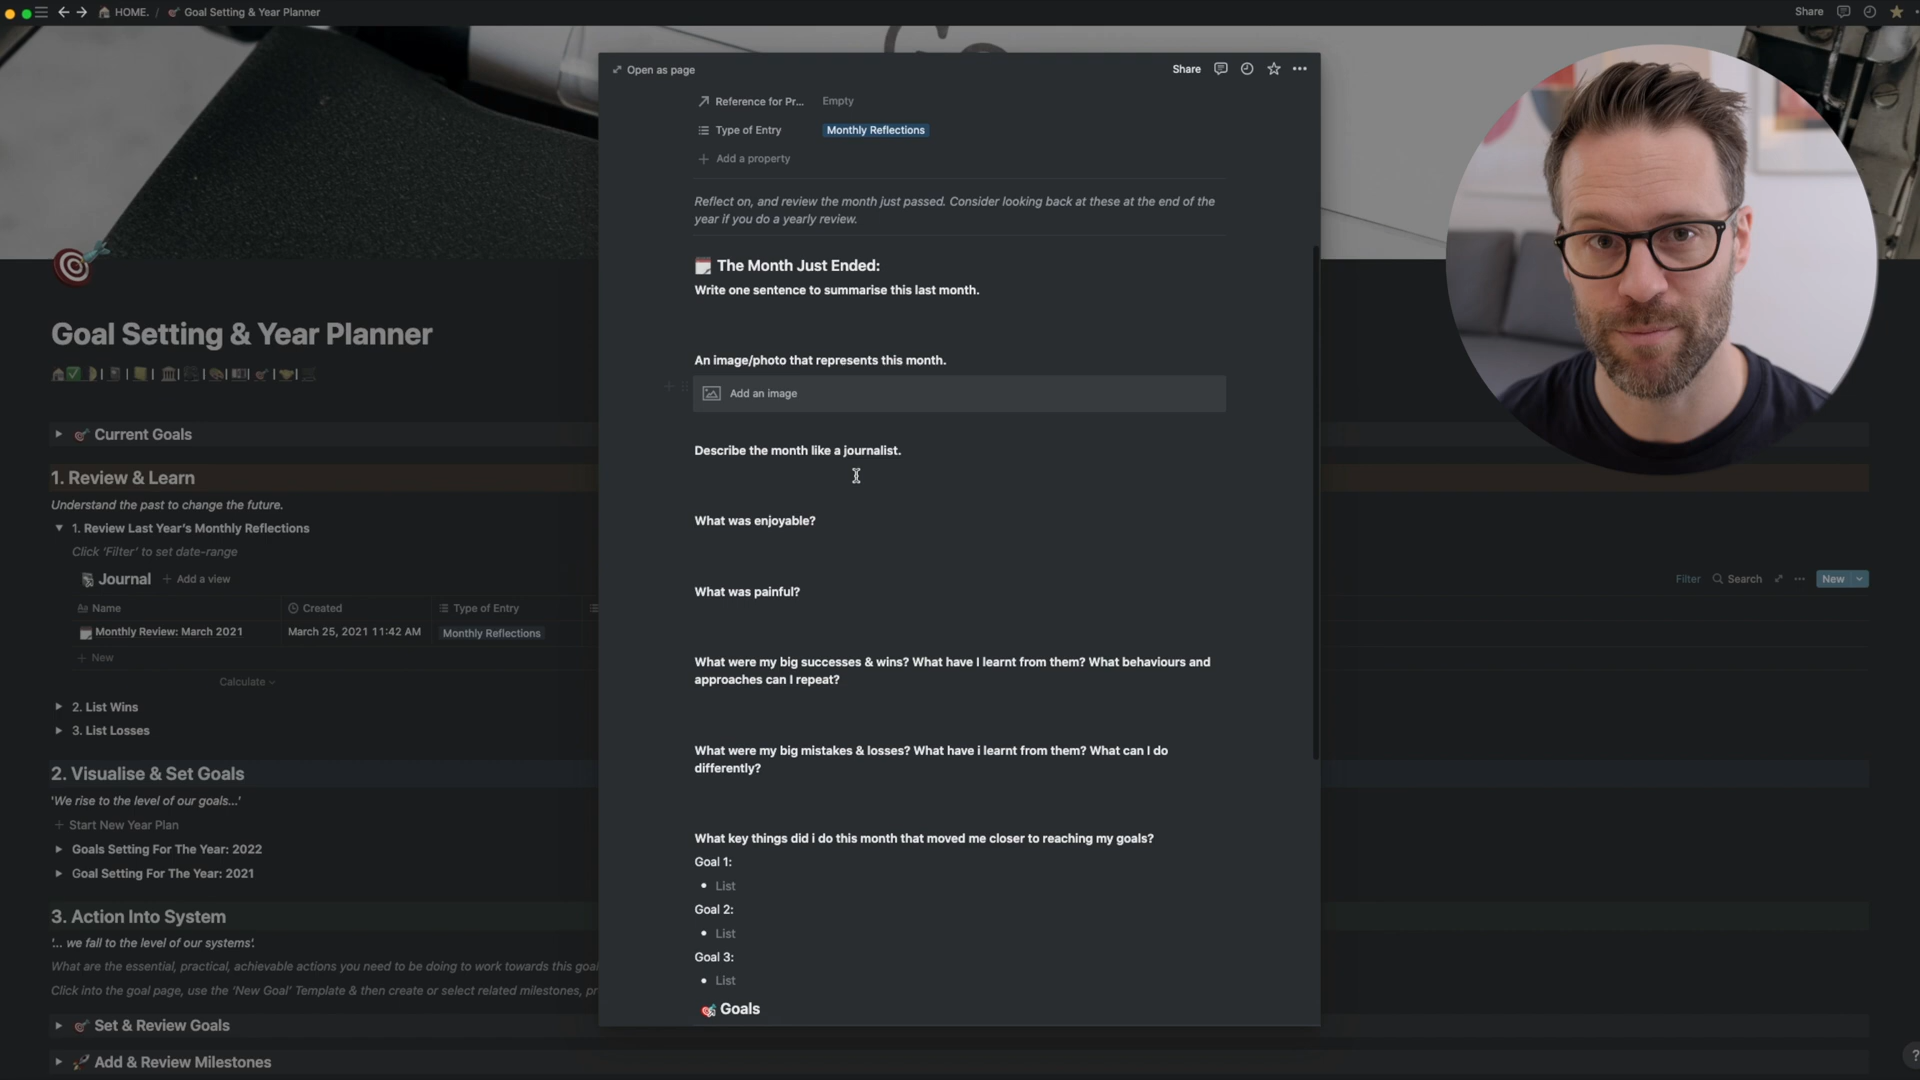 HOME. / Goal Setting & Year Planner
Share
Open as page
Share
Reference for Pr... Empty
Type of Entry Monthly Reflections
Add a property
Reflect on, and review the month just passed. Consider looking back at these at the end of the
year if you do a yearly review.
The Month Just Ended:
Write one sentence to summarise this last month.
An image/photo that represents this month.
Add an image
Describe the month like a journalist.
What was enjoyable?
What was painful?
What were my big successes & wins? What have I learnt from them? What behaviours and
approaches can I repeat?
What were my big mistakes & losses? What have i learnt from them? What can I do
differently?
What key things did i do this month that moved me closer to reaching my goals?
Goal 1:
• List
Goal 2:
• List
Goal 3:
• List
Goals
Goal Setting & Year Planner
Current Goals
1. Review & Learn
Understand the past to change the future.
1. Review Last Year's Monthly Reflections
Click 'Filter' to set date-range
Journal + Add a view
Filter Search New
Name Created Type of Entry
Monthly Review: March 2021 March 25, 2021 11:42 AM Monthly Reflections
+ New
Calculate
2. List Wins
3. List Losses
2. Visualise & Set Goals
'We rise to the level of our goals...'
+ Start New Year Plan
Goals Setting For The Year: 2022
Goal Setting For The Year: 2021
3. Action Into System
'... we fall to the level of our systems'.
What are the essential, practical, achievable actions you need to be doing to work towards this goal
Click into the goal page, use the 'New Goal' Template & then create or select related milestones,
Set & Review Goals
Add & Review Milestones
?